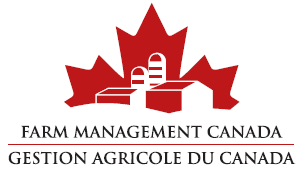 FARM MANAGEMENT CANADA
GESTION AGRICOLE DU CANADA